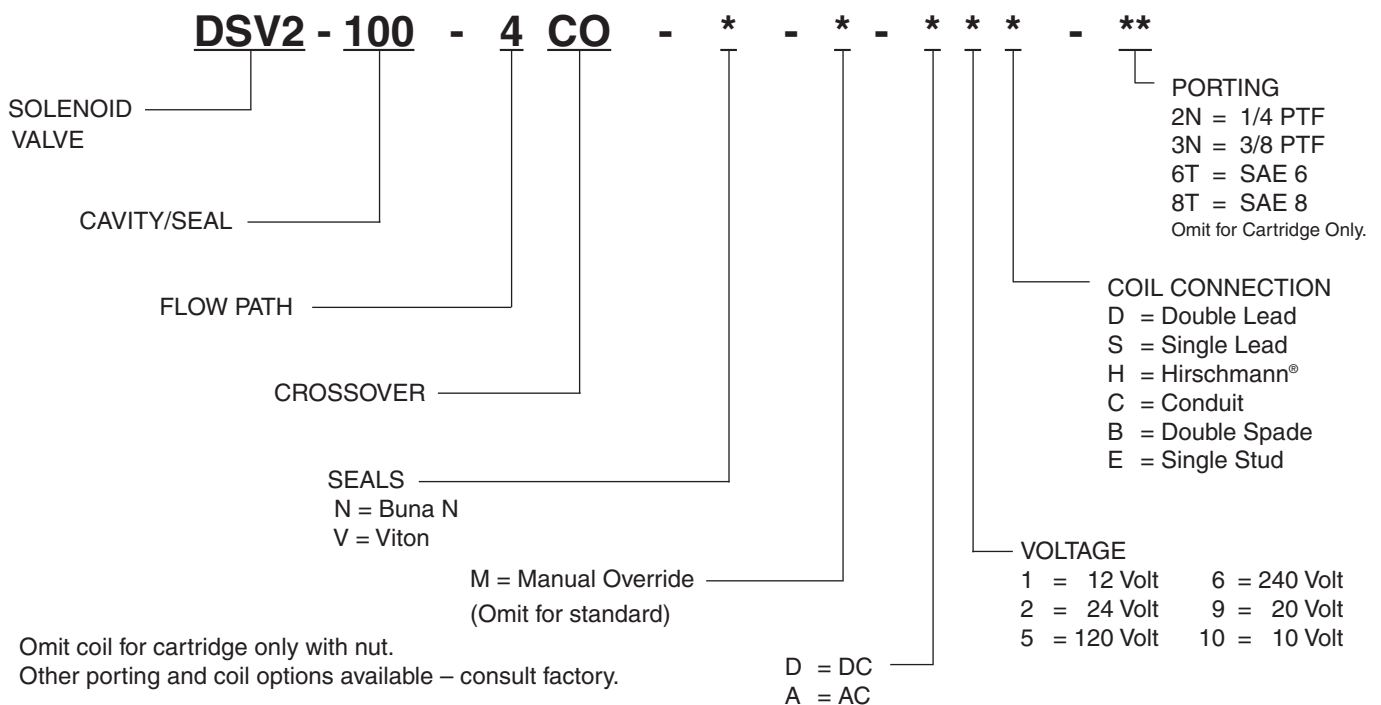 DSV2 - 100 - 4 CO - * - * - * * * - **
SOLENOID
VALVE
CAVITY/SEAL
FLOW PATH
CROSSOVER
SEALS
N = Buna N
V = Viton
M = Manual Override
(Omit for standard)
D = DC
A = AC
VOLTAGE
1 = 12 Volt 6 = 240 Volt
2 = 24 Volt 9 = 20 Volt
5 = 120 Volt 10 = 10 Volt
COIL CONNECTION
D = Double Lead
S = Single Lead
H = Hirschmann®
C = Conduit
B = Double Spade
E = Single Stud
PORTING
2N = 1/4 PTF
3N = 3/8 PTF
6T = SAE 6
8T = SAE 8
Omit for Cartridge Only.
Omit coil for cartridge only with nut.
Other porting and coil options available – consult factory.